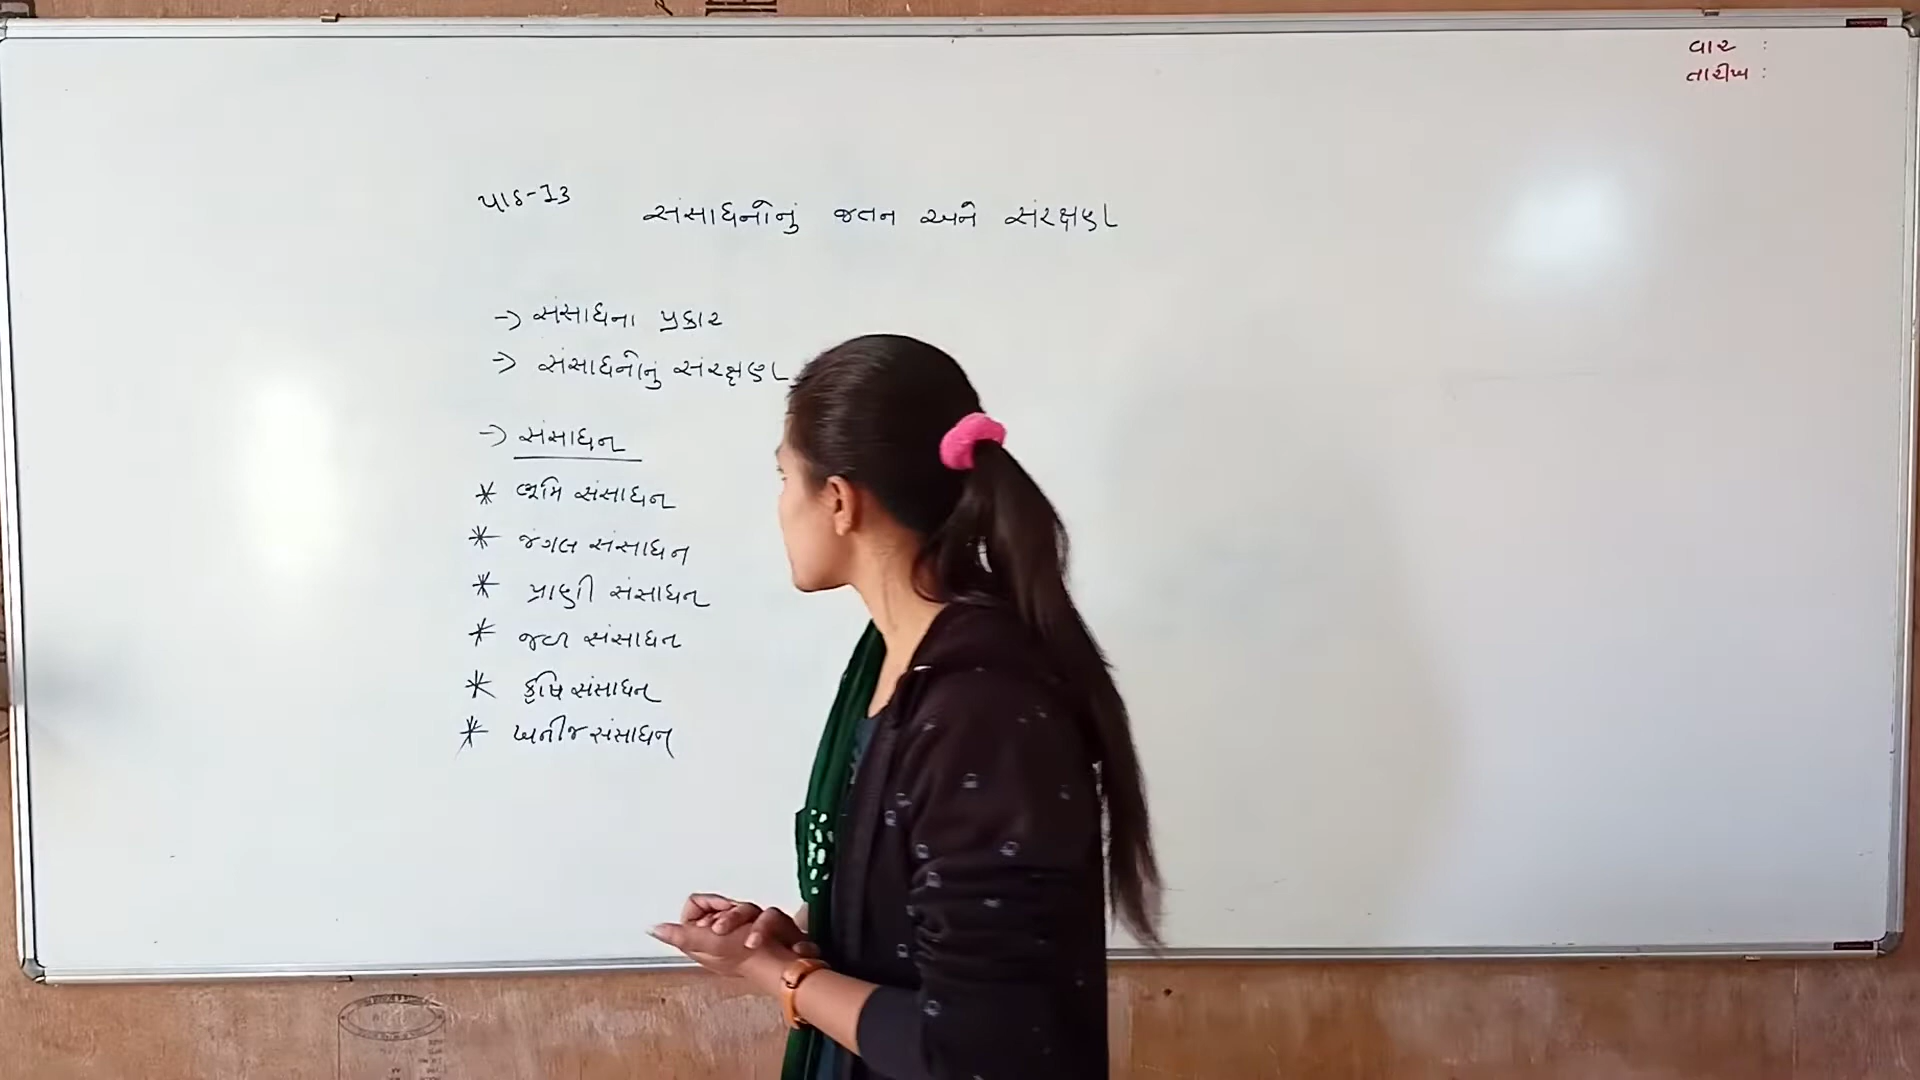 વાર :
તારીખ :
પાઠ-13
સંસાધનોનું જતન અને સંરક્ષણ
→ સંસાધના પ્રકાર
→ સંસાધનોનું સંરક્ષણ
→ સંસાધન
* ભૂમિ સંસાધન
* જંગલ સંસાધન
* પ્રાણી સંસાધન
* જળ સંસાધન
* કૃષિ સંસાધન
* ખનીજ સંસાધન